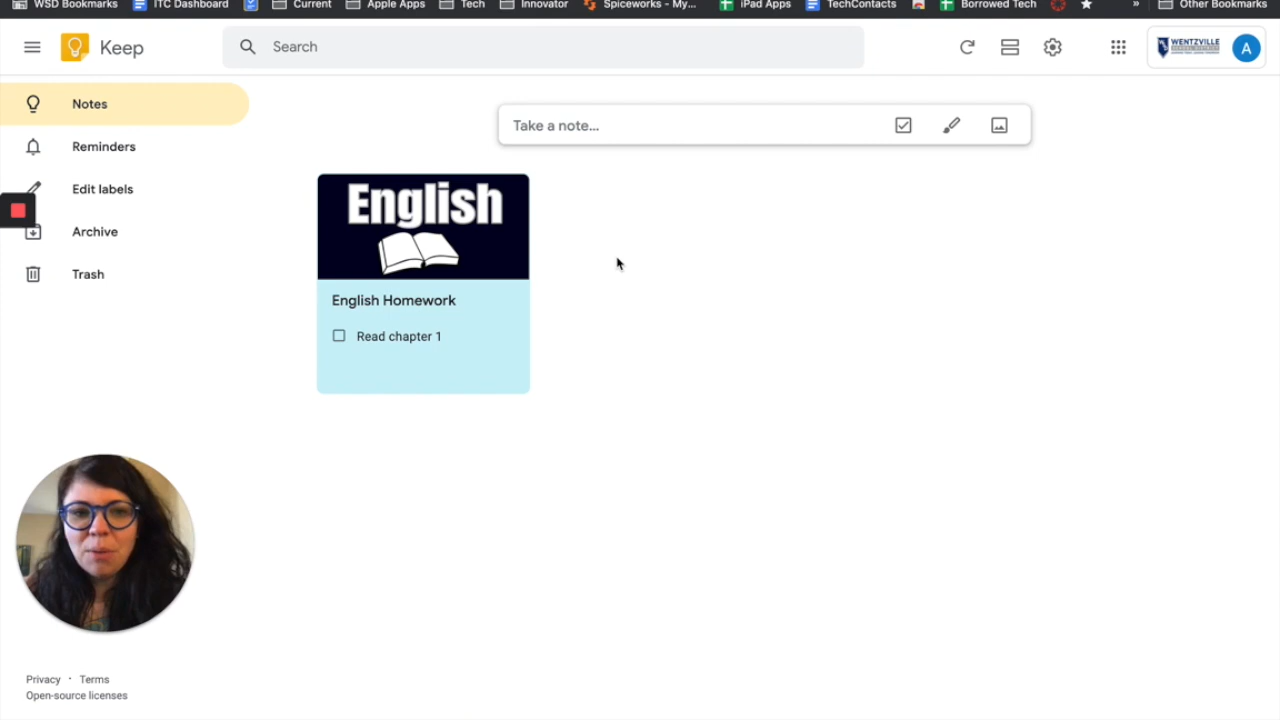 WSD Bookmarks ITC Dashboard Current Apple Apps Tech Innovator Spiceworks - My... iPad Apps TechContacts Borrowed Tech » Other Bookmarks
Keep Search WENTZVILLE A
Notes
Take a note...
Reminders
Edit labels
Archive
Trash
English
English Homework
Read chapter 1
Privacy · Terms
Open-source licenses